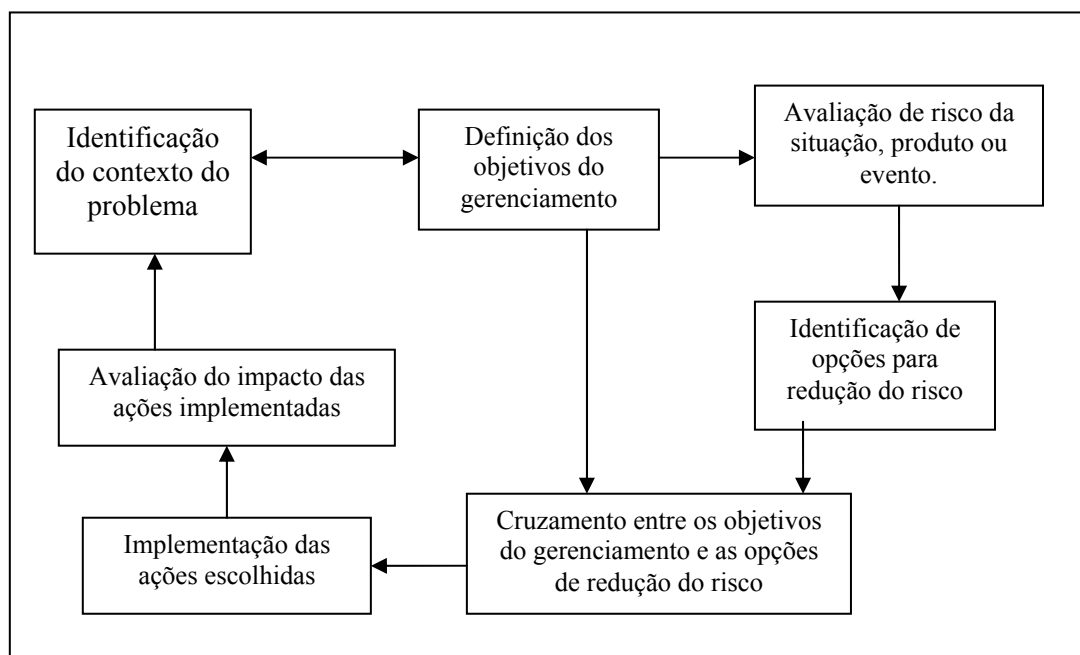 Identificação
do contexto do
problema
Definição dos
objetivos do
gerenciamento
Avaliação de risco da
situação, produto ou
evento.
Identificação de
opções para
redução do risco
Avaliação do impacto das
ações implementadas
Cruzamento entre os objetivos
do gerenciamento e as opções
de redução do risco
Implementação das
ações escolhidas